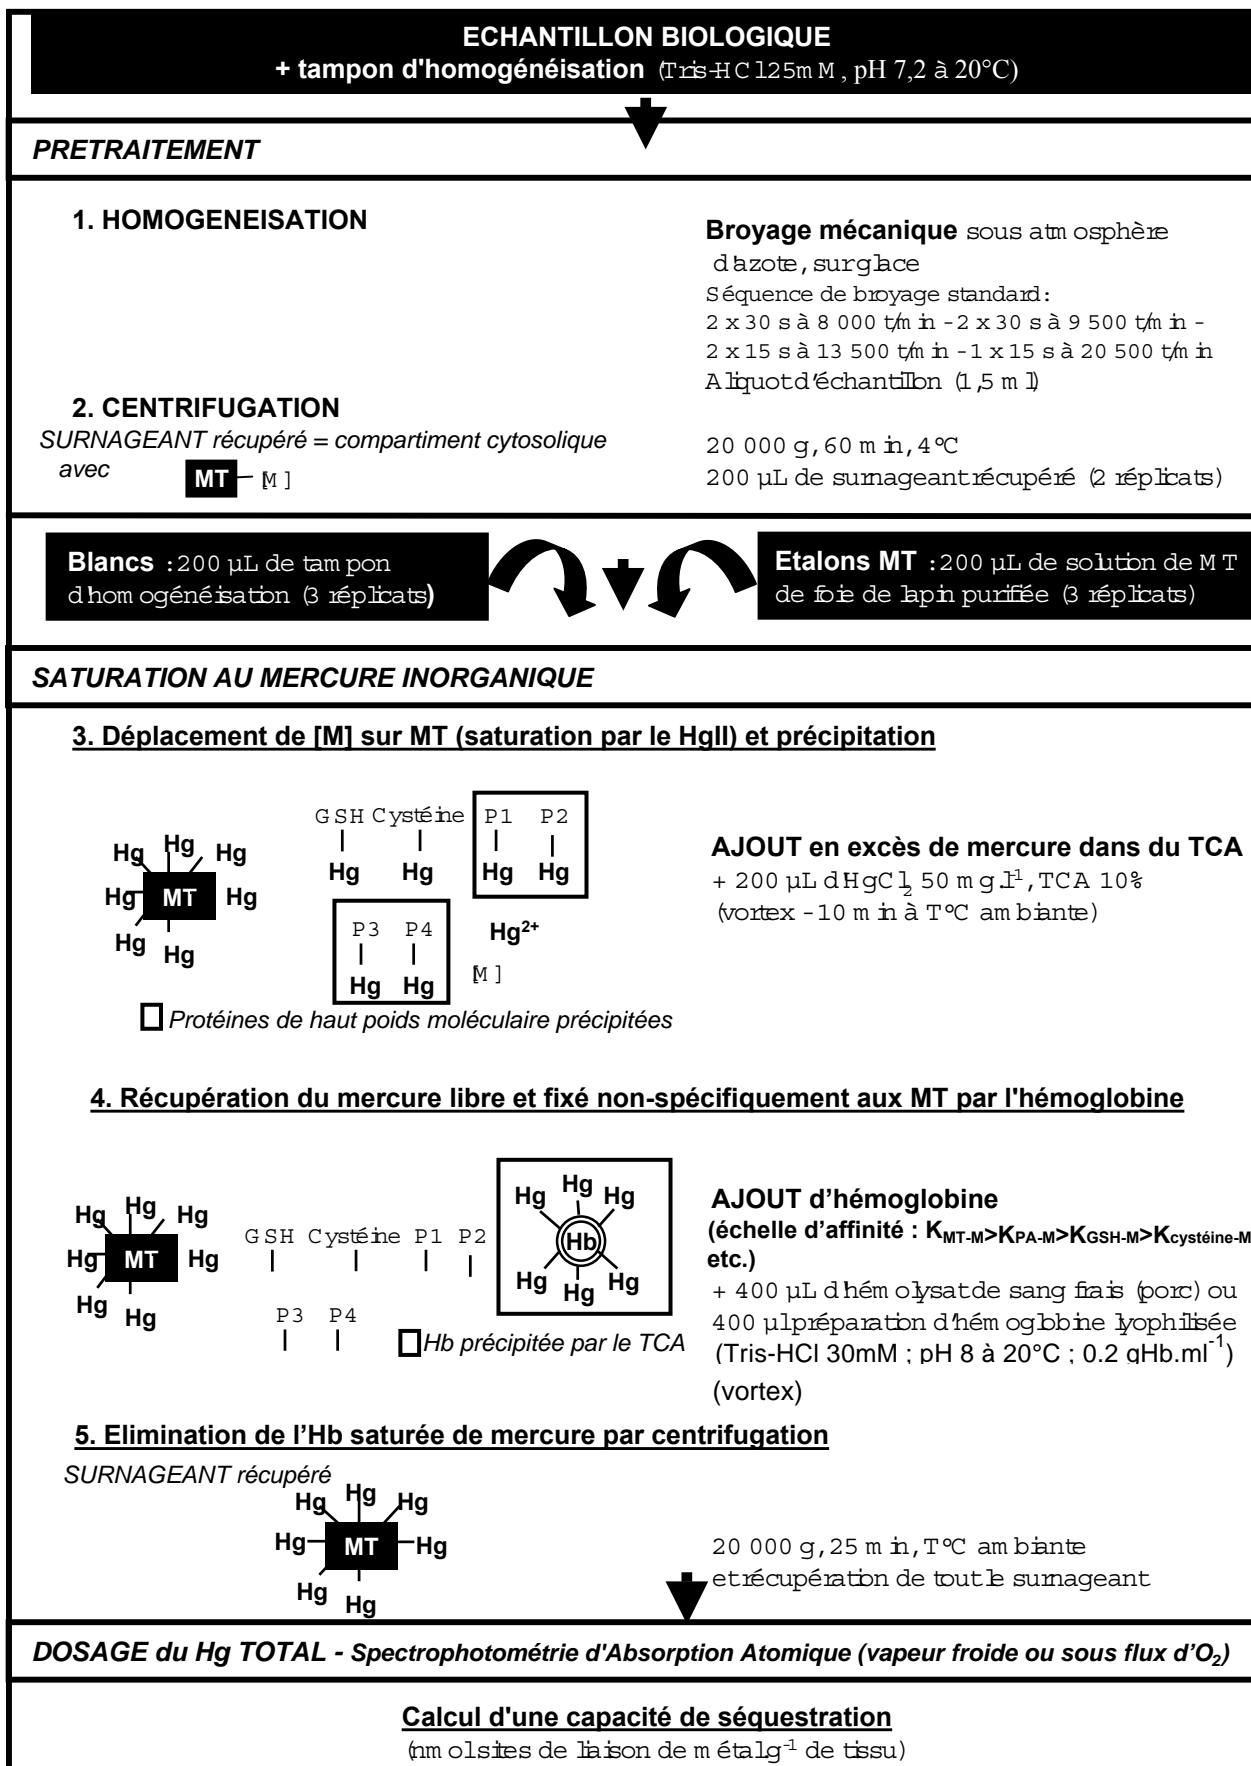 ECHANTILLON BIOLOGIQUE
+ tampon d'homogénéisation (Tris-HCl 25mM, pH 7,2 à 20°C)
PRETRAITEMENT
1. HOMOGENEISATION
Broyage mécanique sous atmosphère
d'azote, sur glace
Séquence de broyage standard:
2 x 30 s à 8 000 t/min - 2 x 30 s à 9 500 t/min -
2 x 15 s à 13 500 t/min - 1 x 15 s à 20 500 t/min
Aliquot d'échantillon (1,5 ml)
2. CENTRIFUGATION
SURNAGEANT récupéré = compartiment cytosolique
avec MT [M]
20 000 g, 60 min, 4°C
200 µL de surnageant récupéré (2 réplicats)
Blancs : 200 µL de tampon
d'homogénéisation (3 réplicats)
Etalons MT : 200 µL de solution de MT
de foie de lapin purifiée (3 réplicats)
SATURATION AU MERCURE INORGANIQUE
3. Déplacement de [M] sur MT (saturation par le HgII) et précipitation
GSH Cystéine P1 P2
Hg Hg Hg
Hg Hg Hg Hg
Hg MT Hg
P3 P4 Hg²⁺
Hg Hg
Hg Hg [M]
Protéines de haut poids moléculaire précipitées
AJOUT en excès de mercure dans du TCA
+ 200 µL d'HgCl₂ 50 mg.l⁻¹, TCA 10%
(vortex - 10 min à T°C ambiante)
4. Récupération du mercure libre et fixé non-spécifiquement aux MT par l'hémoglobine
Hg Hg Hg
Hg Hg Hg
GSH Cystéine P1 P2
Hg MT Hg
Hb
Hg Hg Hg
Hg Hg
P3 P4
Hb précipitée par le TCA
AJOUT d’hémoglobine
(échelle d’affinité : K MT-M>K PA-M>K GSH-M>K cystéine-M
etc.)
+ 400 µL d'hémolysat de sang frais (porc) ou
400 µl préparation d'hémoglobine lyophilisée
(Tris-HCl 30mM ; pH 8 à 20°C ; 0.2 gHb.ml⁻¹)
(vortex)
5. Elimination de l’Hb saturée de mercure par centrifugation
SURNAGEANT récupéré
Hg Hg Hg
Hg MT Hg
Hg Hg
20 000 g, 25 min, T°C ambiante
et récupération de tout le surnageant
DOSAGE du Hg TOTAL - Spectrophotométrie d'Absorption Atomique (vapeur froide ou sous flux d’O₂)
Calcul d'une capacité de séquestration
(nmol sites de liaison de métal.g⁻¹ de tissu)